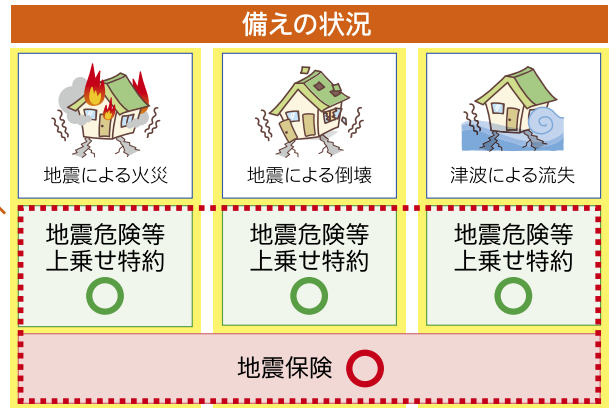 備えの状況
地震による火災
地震による倒壊
津波による流失
地震危険等
上乗せ特約
地震危険等
上乗せ特約
地震危険等
上乗せ特約
地震保険